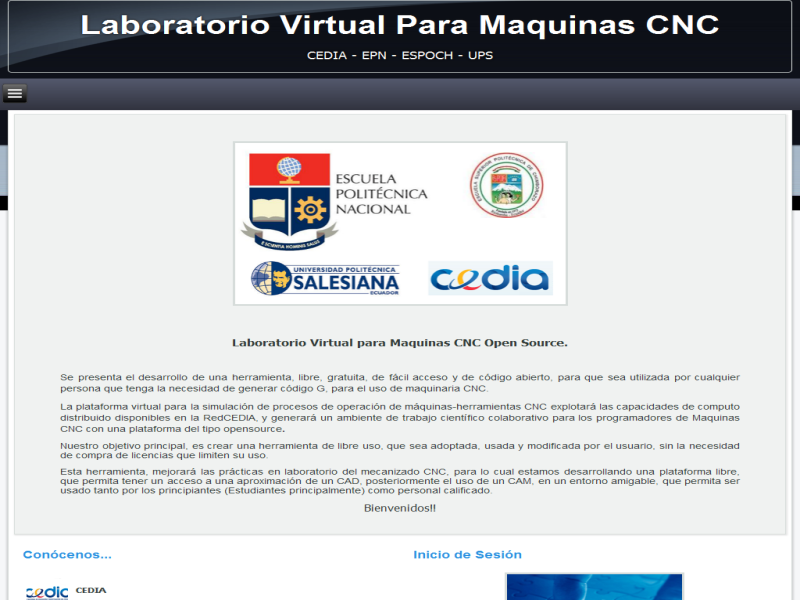 Laboratorio Virtual Para Maquinas CNC
CEDIA - EPN - ESPOCH - UPS
ESCUELA
POLITÉCNICA
NACIONAL
E SCIENTIA HOMINIS SALUS
ESCUELA SUPERIOR POLITECNICA DE CHIMBORAZO
UNIVERSIDAD POLITÉCNICA
SALESIANA
ECUADOR
cedia
Laboratorio Virtual para Maquinas CNC Open Source.
Se presenta el desarrollo de una herramienta, libre, gratuita, de fácil acceso y de código abierto, para que sea utilizada por cualquier
persona que tenga la necesidad de generar código G, para el uso de maquinaria CNC.
La plataforma virtual para la simulación de procesos de operación de máquinas-herramientas CNC explotará las capacidades de computo
distribuido disponibles en la RedCEDIA, y generará un ambiente de trabajo científico colaborativo para los programadores de Maquinas
CNC con una plataforma del tipo opensource.
Nuestro objetivo principal, es crear una herramienta de libre uso, que sea adoptada, usada y modificada por el usuario, sin la necesidad
de compra de licencias que limiten su uso.
Esta herramienta, mejorará las prácticas en laboratorio del mecanizado CNC, para lo cual estamos desarrollando una plataforma libre,
que permita tener un acceso a una aproximación de un CAD, posteriormente el uso de un CAM, en un entorno amigable, que permita ser
usado tanto por los principiantes (Estudiantes principalmente) como personal calificado.
Bienvenidos!!
Conócenos...
Inicio de Sesión
cedia
CEDIA